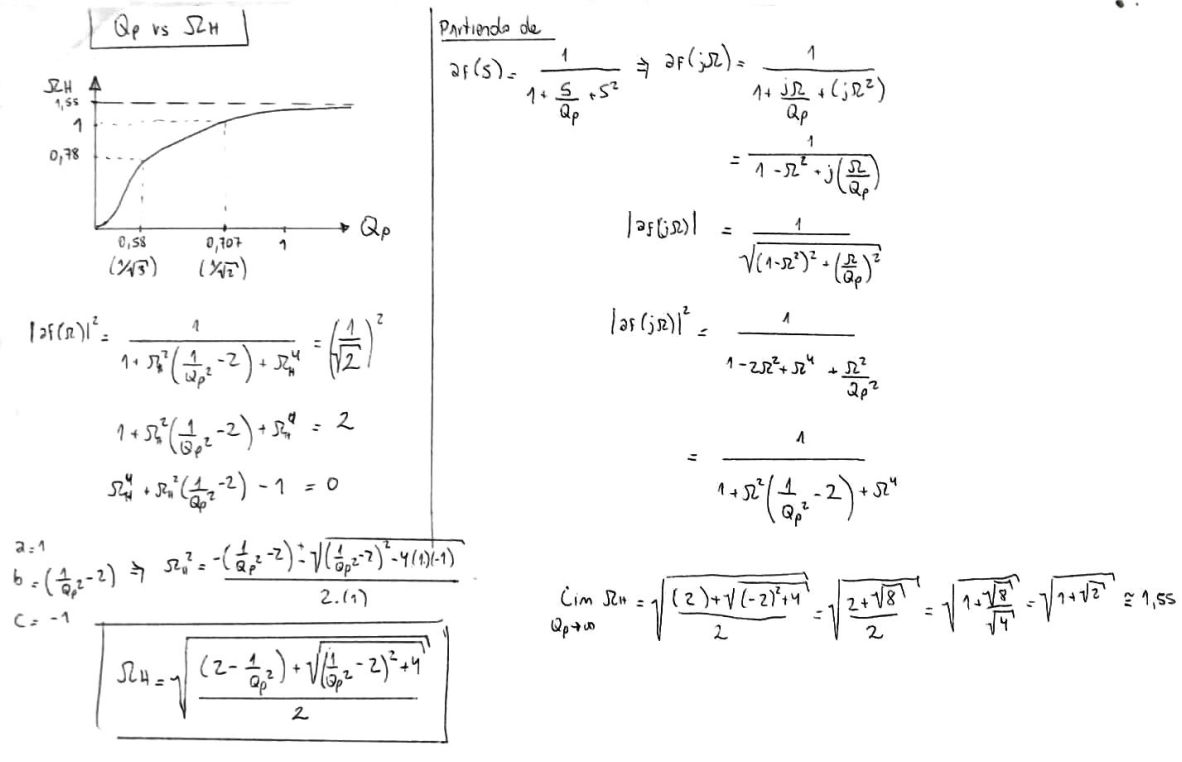 Qp vs ΩH
ΩH
1,55
1
0,78
0,58
0,707
1
Qp
(1/√3)
(1/√2)
|af(Ω)|² = 1 / (1 + ΩH²(1/Qp² - 2) + ΩH⁴) = (1/√2)²
1 + ΩH²(1/Qp² - 2) + ΩH⁴ = 2
ΩH⁴ + ΩH²(1/Qp² - 2) - 1 = 0
a=1
b = (1/Qp² - 2) ⇒ ΩH² = (-(1/Qp² - 2) ± √((1/Qp² - 2)² - 4(1)(-1))) / 2.(1)
c = -1
ΩH = √(((2 - 1/Qp²) + √((1/Qp² - 2)² + 4)) / 2)
Partiendo de
af(s) = 1 / (1 + s/Qp + s²) ⇒ af(jΩ) = 1 / (1 + jΩ/Qp + (jΩ²))
= 1 / (1 - Ω² + j(Ω/Qp))
|af(jΩ)| = 1 / √((1-Ω²)² + (Ω/Qp)²)
|af(jΩ)|² = 1 / (1 - 2Ω² + Ω⁴ + Ω²/Qp²)
= 1 / (1 + Ω²(1/Qp² - 2) + Ω⁴)
Lim ΩH = √(((2) + √((-2)² + 4)) / 2) = √((2 + √8) / 2) = √(1 + √8/√4) = √(1 + √2) ≅ 1,55
Qp→∞